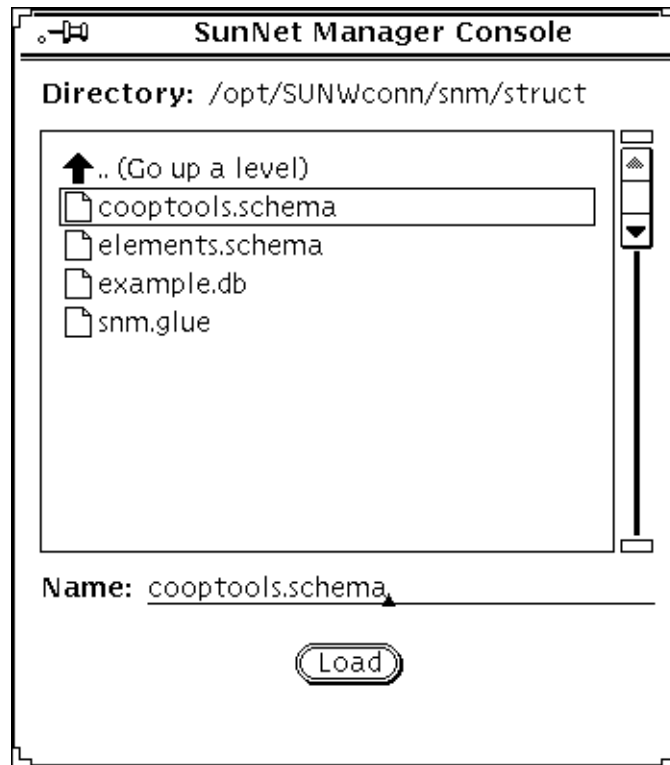 SunNet Manager Console
Directory: /opt/SUNWconn/snm/struct
.. (Go up a level)
cooptools.schema
elements.schema
example.db
snm.glue
Name: cooptools.schema
Load